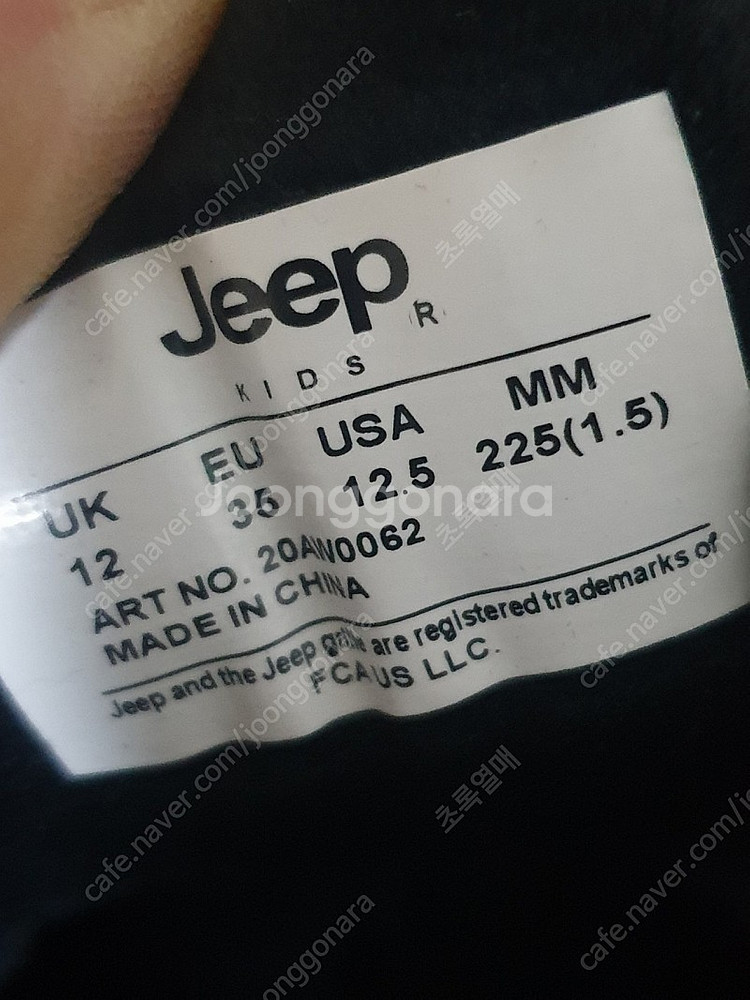 Jeep
R
KIDS
UK EU USA MM
12 35 12.5 225(1.5)
ART NO. 20AW0062
MADE IN CHINA
Jeep and the Jeep grille are registered trademarks of
FCA US LLC.
Joonggonara
cafe.naver.com/joonggonara
초록열매